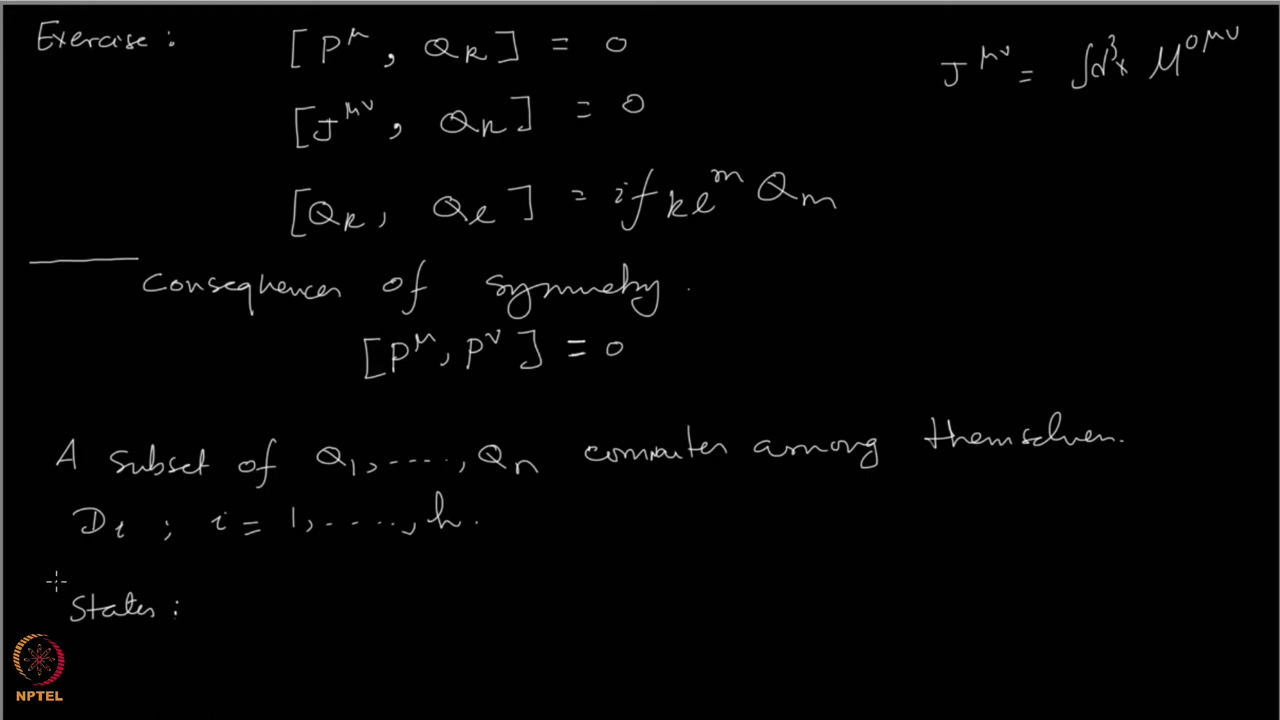 Exercise : [P^μ, Q_k] = 0
J^{μν} = ∫d³x M^{0μν}
[J^{μν}, Q_k] = 0
[Q_k, Q_l] = i f_{kl}^m Q_m
Consequences of symmetry.
[P^μ, P^ν] = 0
A subset of Q_1, ...., Q_n commutes among themselves.
D_i ; i = 1, ...., h.
States :
NPTEL